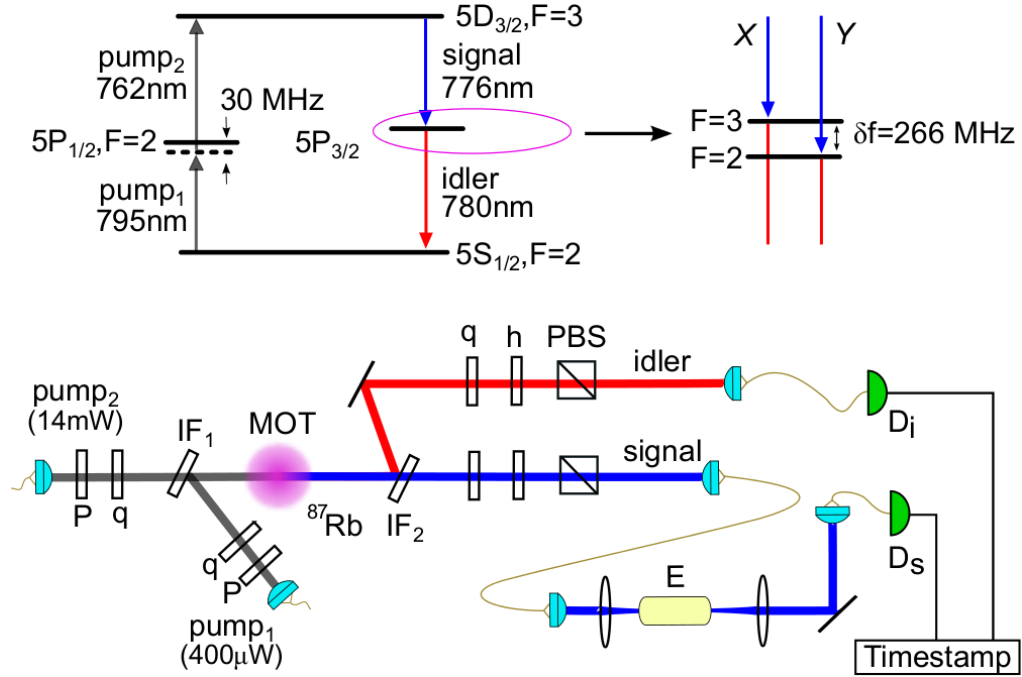 5D3/2,F=3
pump2
762nm
signal
776nm
30 MHz
5P1/2,F=2
5P3/2
pump1
795nm
idler
780nm
5S1/2,F=2
X
Y
F=3
F=2
δf=266 MHz
q
h
PBS
idler
pump2
(14mW)
IF1
MOT
signal
Di
P
q
87Rb
IF2
q
P
E
Ds
pump1
(400μW)
Timestamp